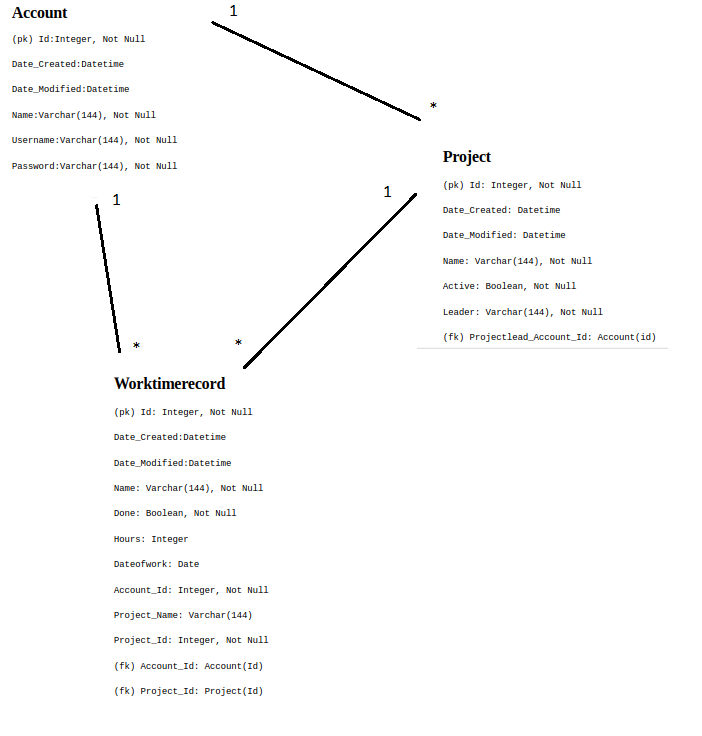 Account
1
(pk) Id:Integer, Not Null
Date_Created:Datetime
Date_Modified:Datetime
Name:Varchar(144), Not Null
Username:Varchar(144), Not Null
Password:Varchar(144), Not Null
*
Project
(pk) Id: Integer, Not Null
Date_Created: Datetime
Date_Modified: Datetime
Name: Varchar(144), Not Null
Active: Boolean, Not Null
Leader: Varchar(144), Not Null
(fk) Projectlead_Account_Id: Account(id)
1
1
*
*
Worktimerecord
(pk) Id: Integer, Not Null
Date_Created:Datetime
Date_Modified:Datetime
Name: Varchar(144), Not Null
Done: Boolean, Not Null
Hours: Integer
Dateofwork: Date
Account_Id: Integer, Not Null
Project_Name: Varchar(144)
Project_Id: Integer, Not Null
(fk) Account_Id: Account(Id)
(fk) Project_Id: Project(Id)